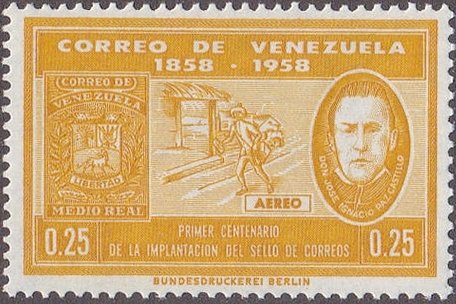 CORREO DE VENEZUELA
1858 - 1958
CORREO DE
VENEZUELA
LIBERTAD
MEDIO REAL
AEREO
DON JOSE IGNACIO PAZ CASTILLO
0.25
PRIMER CENTENARIO
DE LA IMPLANTACION DEL SELLO DE CORREOS
0.25
BUNDESDRUCKEREI BERLIN